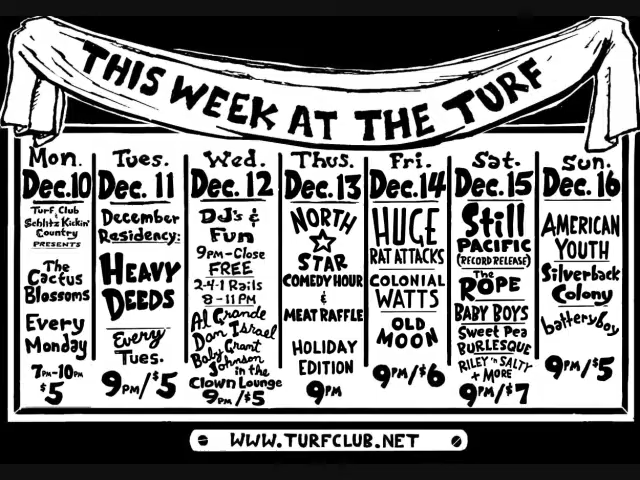 THIS WEEK AT THE TURF
Mon.
Dec. 10
Turf Club
Schlitz Kickin'
Country
PRESENTS
The
Cactus
Blossoms
Every
Monday
7PM-10PM
$5
Tues.
Dec. 11
December
Residency:
HEAVY
DEEDS
Every
Tues.
9PM/$5
Wed.
Dec. 12
DJ's &
Fun
9PM-Close
FREE
2-4-1 Rails
8-11PM
Al Grande
Dan Israel
Baby Grant
Johnson
in the
Clown Lounge
9PM/$5
Thus.
Dec. 13
NORTH
STAR
COMEDY HOUR
&
MEAT RAFFLE
HOLIDAY
EDITION
9PM
Fri.
Dec. 14
HUGE
RAT ATTACKS
COLONIAL
WATTS
OLD
MOON
9PM/$6
Sat.
Dec. 15
Still
PACIFIC
(RECORD RELEASE)
The
ROPE
BABY BOYS
Sweet Pea
BURLESQUE
RILEY 'n SALTY
+ MORE
9PM/$7
Sun.
Dec. 16
AMERICAN
YOUTH
Silverback
Colony
batteryboy
9PM/$5
WWW.TURFCLUB.NET